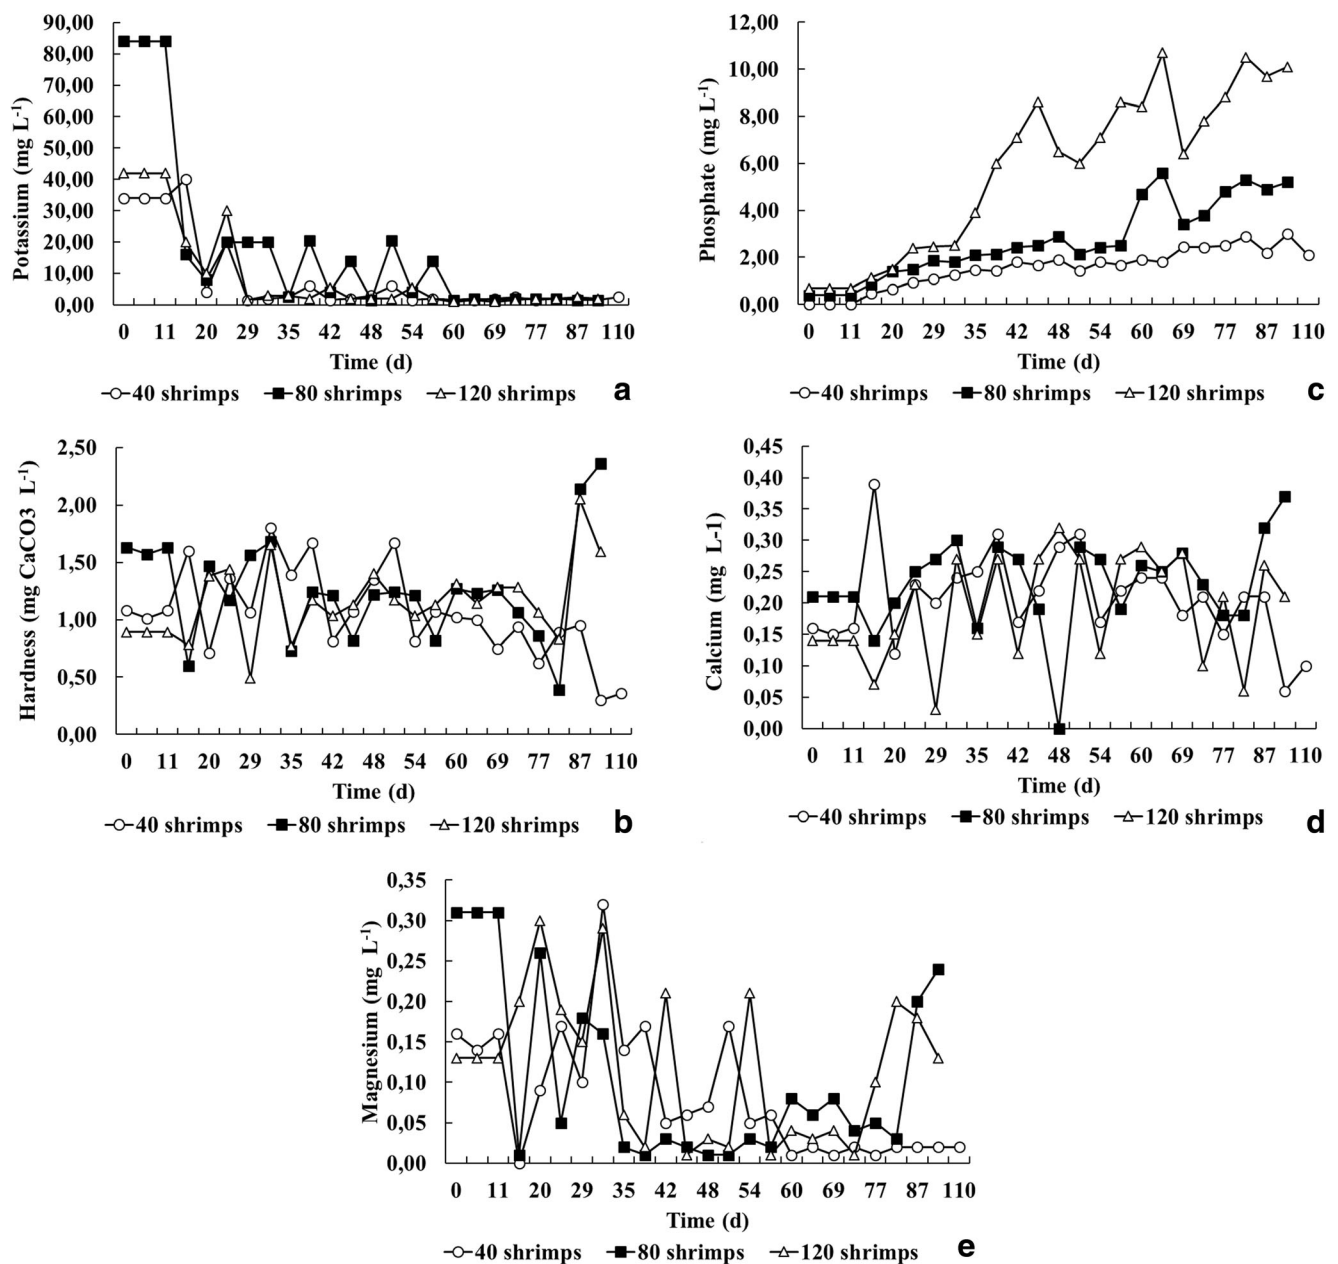 90,00
80,00
70,00
60,00
50,00
40,00
30,00
20,00
10,00
0,00
Potassium (mg L-1)
0 11 20 29 35 42 48 54 60 69 77 87 110
Time (d)
40 shrimps 80 shrimps 120 shrimps a
12,00
10,00
8,00
6,00
4,00
2,00
0,00
Phosphate (mg L-1)
0 11 20 29 35 42 48 54 60 69 77 87 110
Time (d)
40 shrimps 80 shrimps 120 shrimps c
2,50
2,00
1,50
1,00
0,50
0,00
Hardness (mg CaCO3 L-1)
0 11 20 29 35 42 48 54 60 69 77 87 110
Time (d)
40 shrimps 80 shrimps 120 shrimps b
0,45
0,40
0,35
0,30
0,25
0,20
0,15
0,10
0,05
0,00
Calcium (mg L-1)
0 11 20 29 35 42 48 54 60 69 77 87 110
Time (d)
40 shrimps 80 shrimps 120 shrimps d
0,35
0,30
0,25
0,20
0,15
0,10
0,05
0,00
Magnesium (mg L-1)
0 11 20 29 35 42 48 54 60 69 77 87 110
Time (d)
40 shrimps 80 shrimps 120 shrimps e